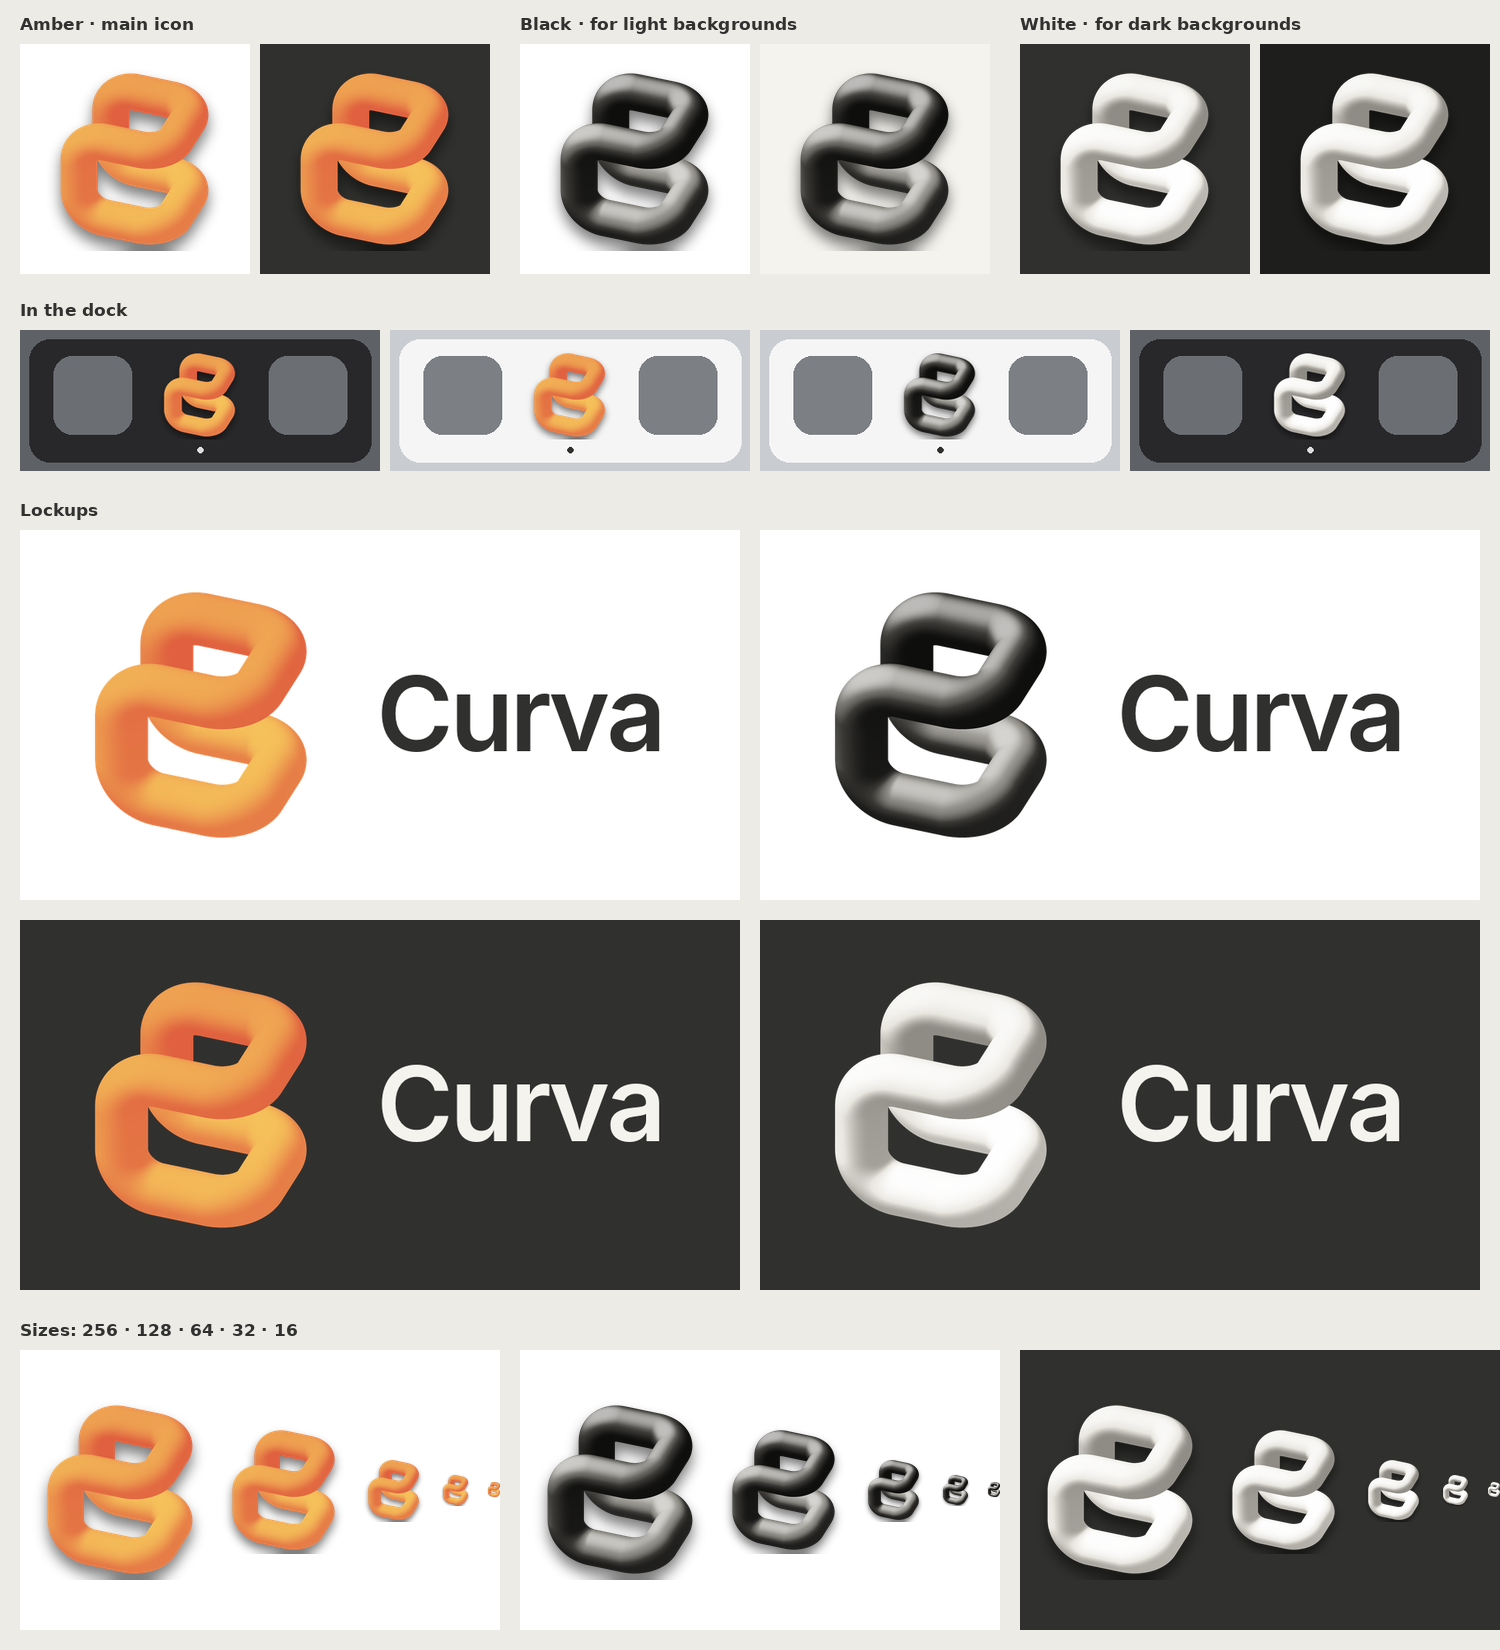 Amber · main icon
Black · for light backgrounds
White · for dark backgrounds
In the dock
Lockups
Curva
Curva
Curva
Curva
Sizes: 256 · 128 · 64 · 32 · 16